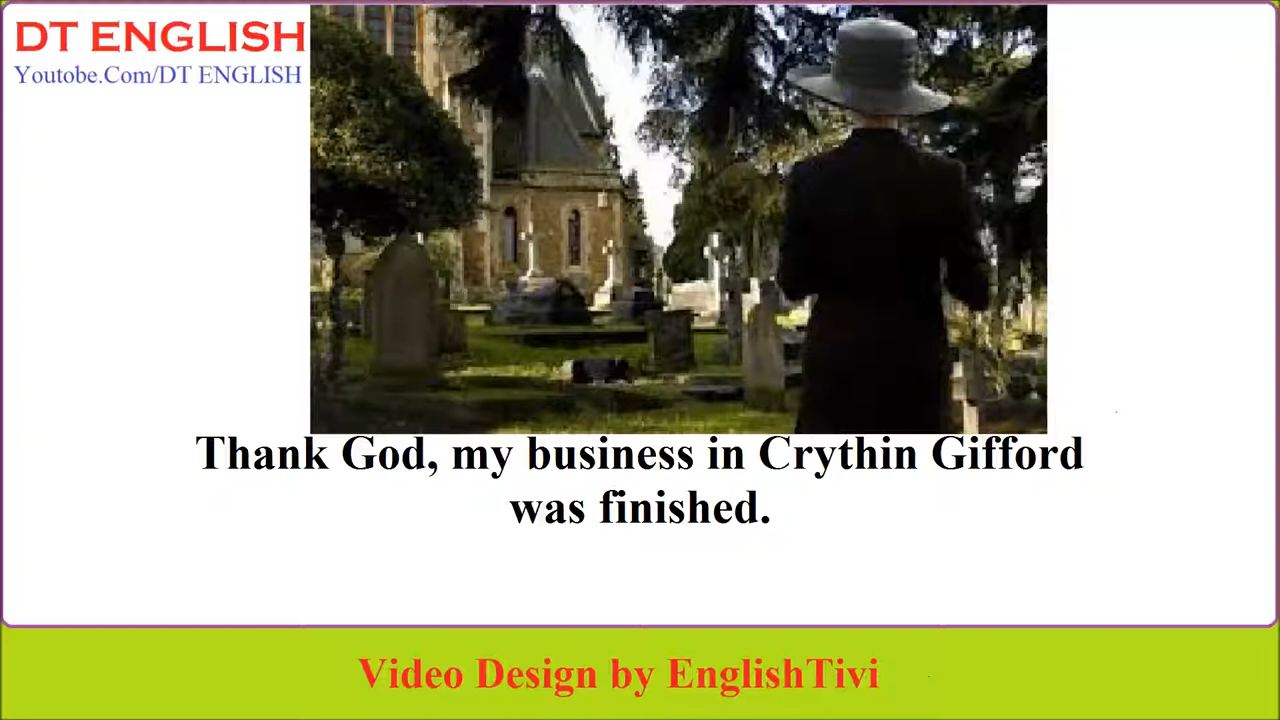 DT ENGLISH
Youtobe.Com/DT ENGLISH
Thank God, my business in Crythin Gifford
was finished.
Video Design by EnglishTivi